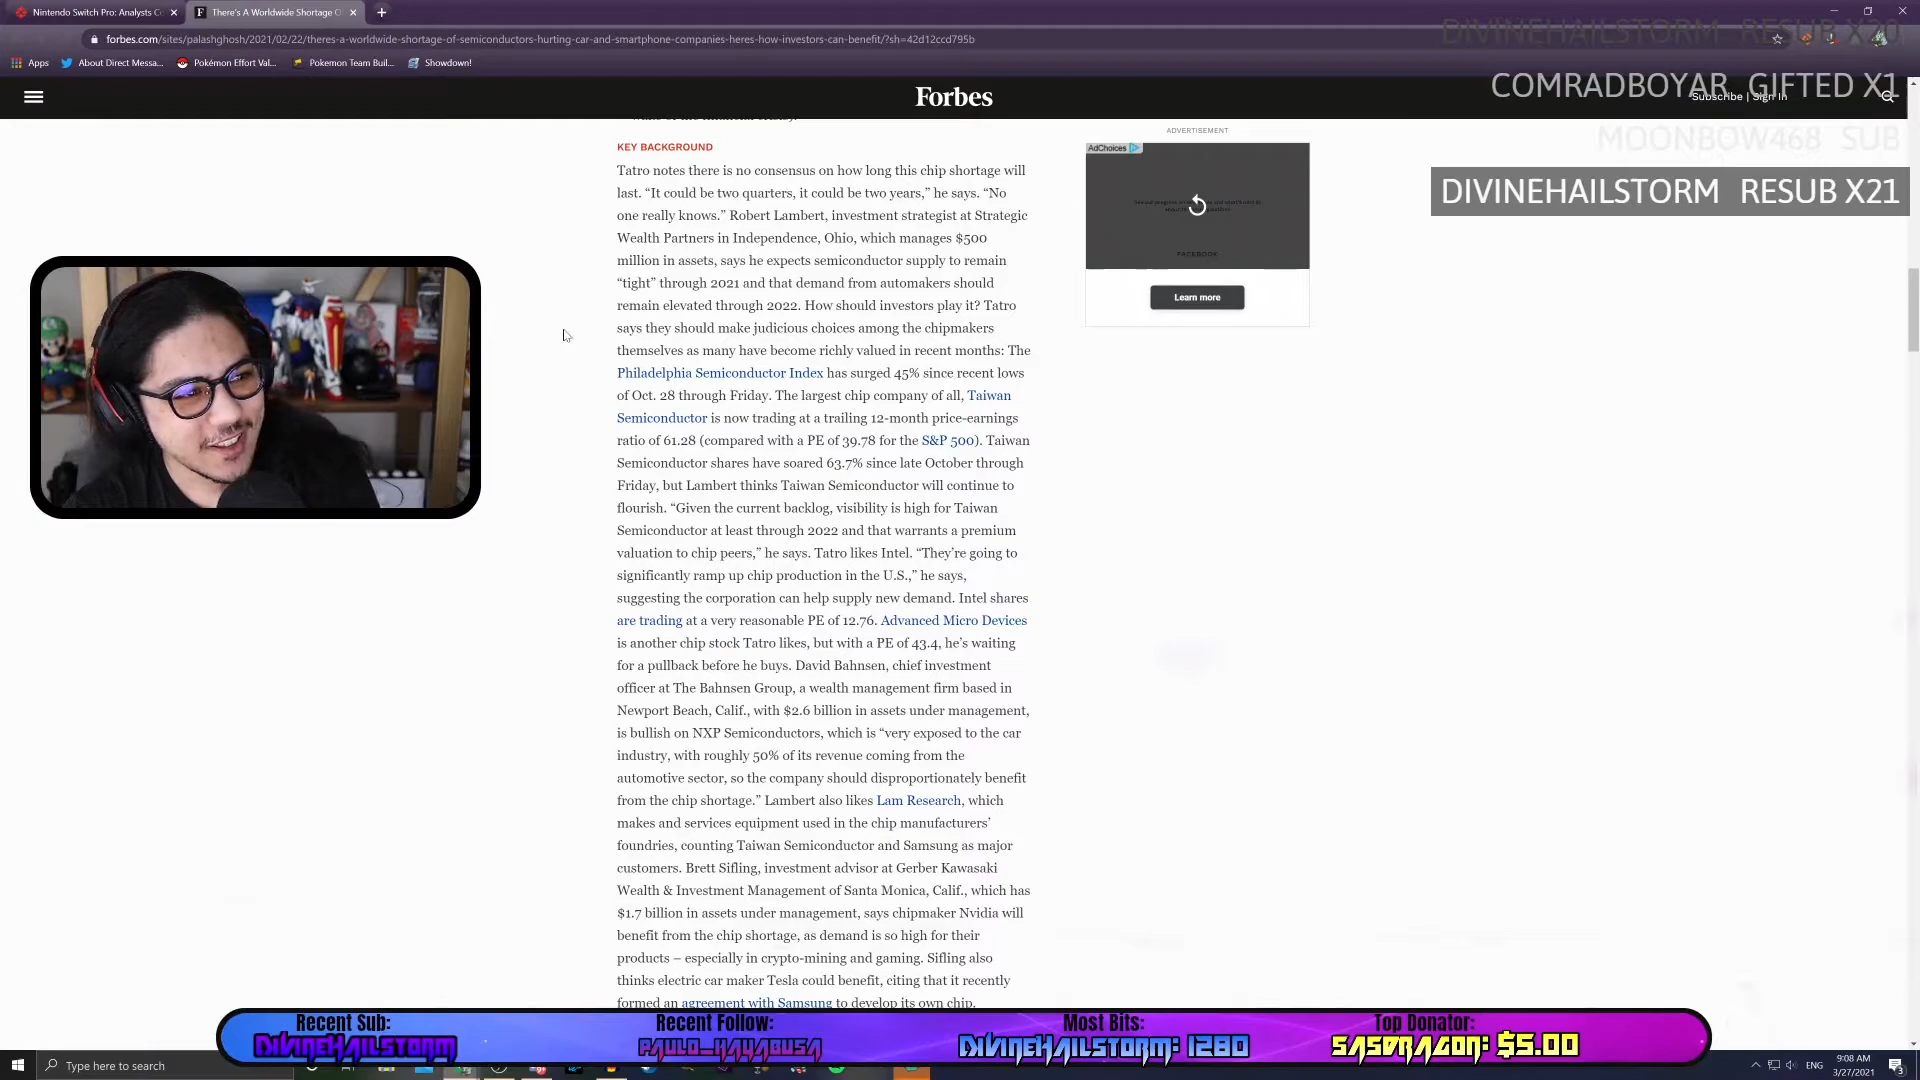 Nintendo Switch Pro: Analysts Co
There's A Worldwide Shortage O
forbes.com/sites/palashghosh/2021/02/22/theres-a-worldwide-shortage-of-semiconductors-hurting-car-and-smartphone-companies-heres-how-investors-can-benefit/?sh=42d12ccd795b
Apps
About Direct Messa...
Pokémon Effort Val...
Pokemon Team Buil...
Showdown!
DIVINEHAILSTORM RESUB X20
COMRADBOYAR GIFTED X1
MOONBOW468 SUB
DIVINEHAILSTORM RESUB X21
Forbes
Subscribe | Sign In
KEY BACKGROUND
Tatro notes there is no consensus on how long this chip shortage will
last. “It could be two quarters, it could be two years,” he says. “No
one really knows.” Robert Lambert, investment strategist at Strategic
Wealth Partners in Independence, Ohio, which manages $500
million in assets, says he expects semiconductor supply to remain
“tight” through 2021 and that demand from automakers should
remain elevated through 2022. How should investors play it? Tatro
says they should make judicious choices among the chipmakers
themselves as many have become richly valued in recent months: The
Philadelphia Semiconductor Index has surged 45% since recent lows
of Oct. 28 through Friday. The largest chip company of all, Taiwan
Semiconductor is now trading at a trailing 12-month price-earnings
ratio of 61.28 (compared with a PE of 39.78 for the S&P 500). Taiwan
Semiconductor shares have soared 63.7% since late October through
Friday, but Lambert thinks Taiwan Semiconductor will continue to
flourish. “Given the current backlog, visibility is high for Taiwan
Semiconductor at least through 2022 and that warrants a premium
valuation to chip peers,” he says. Tatro likes Intel. “They’re going to
significantly ramp up chip production in the U.S.,” he says,
suggesting the corporation can help supply new demand. Intel shares
are trading at a very reasonable PE of 12.76. Advanced Micro Devices
is another chip stock Tatro likes, but with a PE of 43.4, he’s waiting
for a pullback before he buys. David Bahnsen, chief investment
officer at The Bahnsen Group, a wealth management firm based in
Newport Beach, Calif., with $2.6 billion in assets under management,
is bullish on NXP Semiconductors, which is “very exposed to the car
industry, with roughly 50% of its revenue coming from the
automotive sector, so the company should disproportionately benefit
from the chip shortage.” Lambert also likes Lam Research, which
makes and services equipment used in the chip manufacturers’
foundries, counting Taiwan Semiconductor and Samsung as major
customers. Brett Sifling, investment advisor at Gerber Kawasaki
Wealth & Investment Management of Santa Monica, Calif., which has
$1.7 billion in assets under management, says chipmaker Nvidia will
benefit from the chip shortage, as demand is so high for their
products – especially in crypto-mining and gaming. Sifling also
thinks electric car maker Tesla could benefit, citing that it recently
formed an agreement with Samsung to develop its own chip.
ADVERTISEMENT
AdChoices
FACEBOOK
Learn more
Recent Sub:
DIVINEHAILSTORM
Recent Follow:
PAULO_HAYABUSA
Most Bits:
DIVINEHAILSTORM: 1280
Top Donator:
SASDRAGON: $5.00
Type here to search
ENG
9:08 AM
3/27/2021